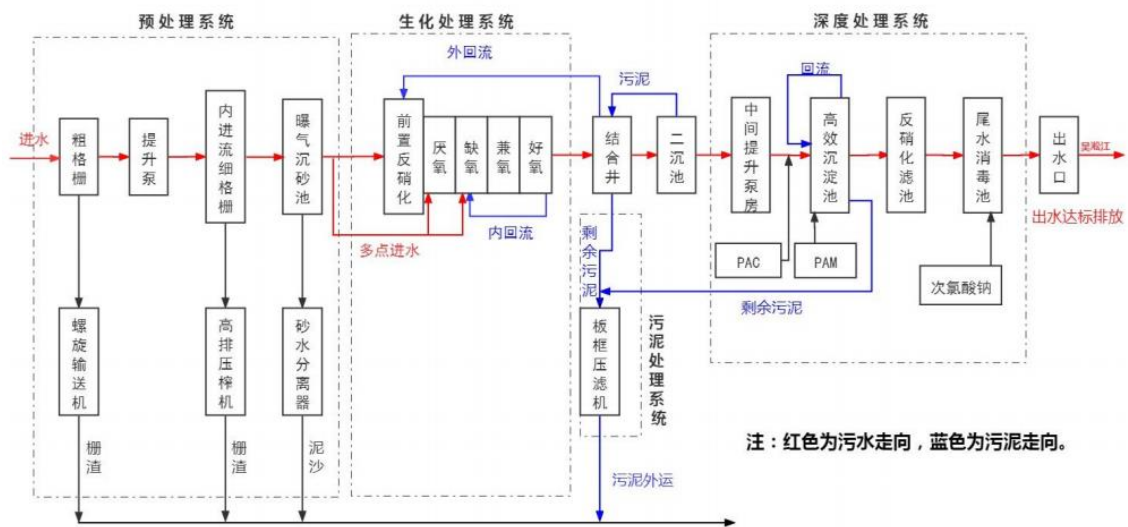 预处理系统
生化处理系统
深度处理系统
进水
粗格栅
提升泵
内进流细格栅
曝气沉砂池
外回流
前置反硝化
厌氧
缺氧
兼氧
好氧
内回流
多点进水
污泥
结合井
二沉池
中间提升泵房
回流
高效沉淀池
反硝化滤池
尾水消毒池
出水口
吴淞江
出水达标排放
PAC
PAM
次氯酸钠
剩余污泥
剩余污泥
螺旋输送机
高排压榨机
砂水分离器
板框压滤机
污泥处理系统
栅渣
栅渣
泥沙
污泥外运
注：红色为污水走向，蓝色为污泥走向。